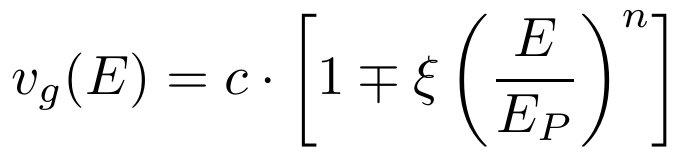 v_g(E) = c · [1 ∓ ξ (E/E_P)^n]